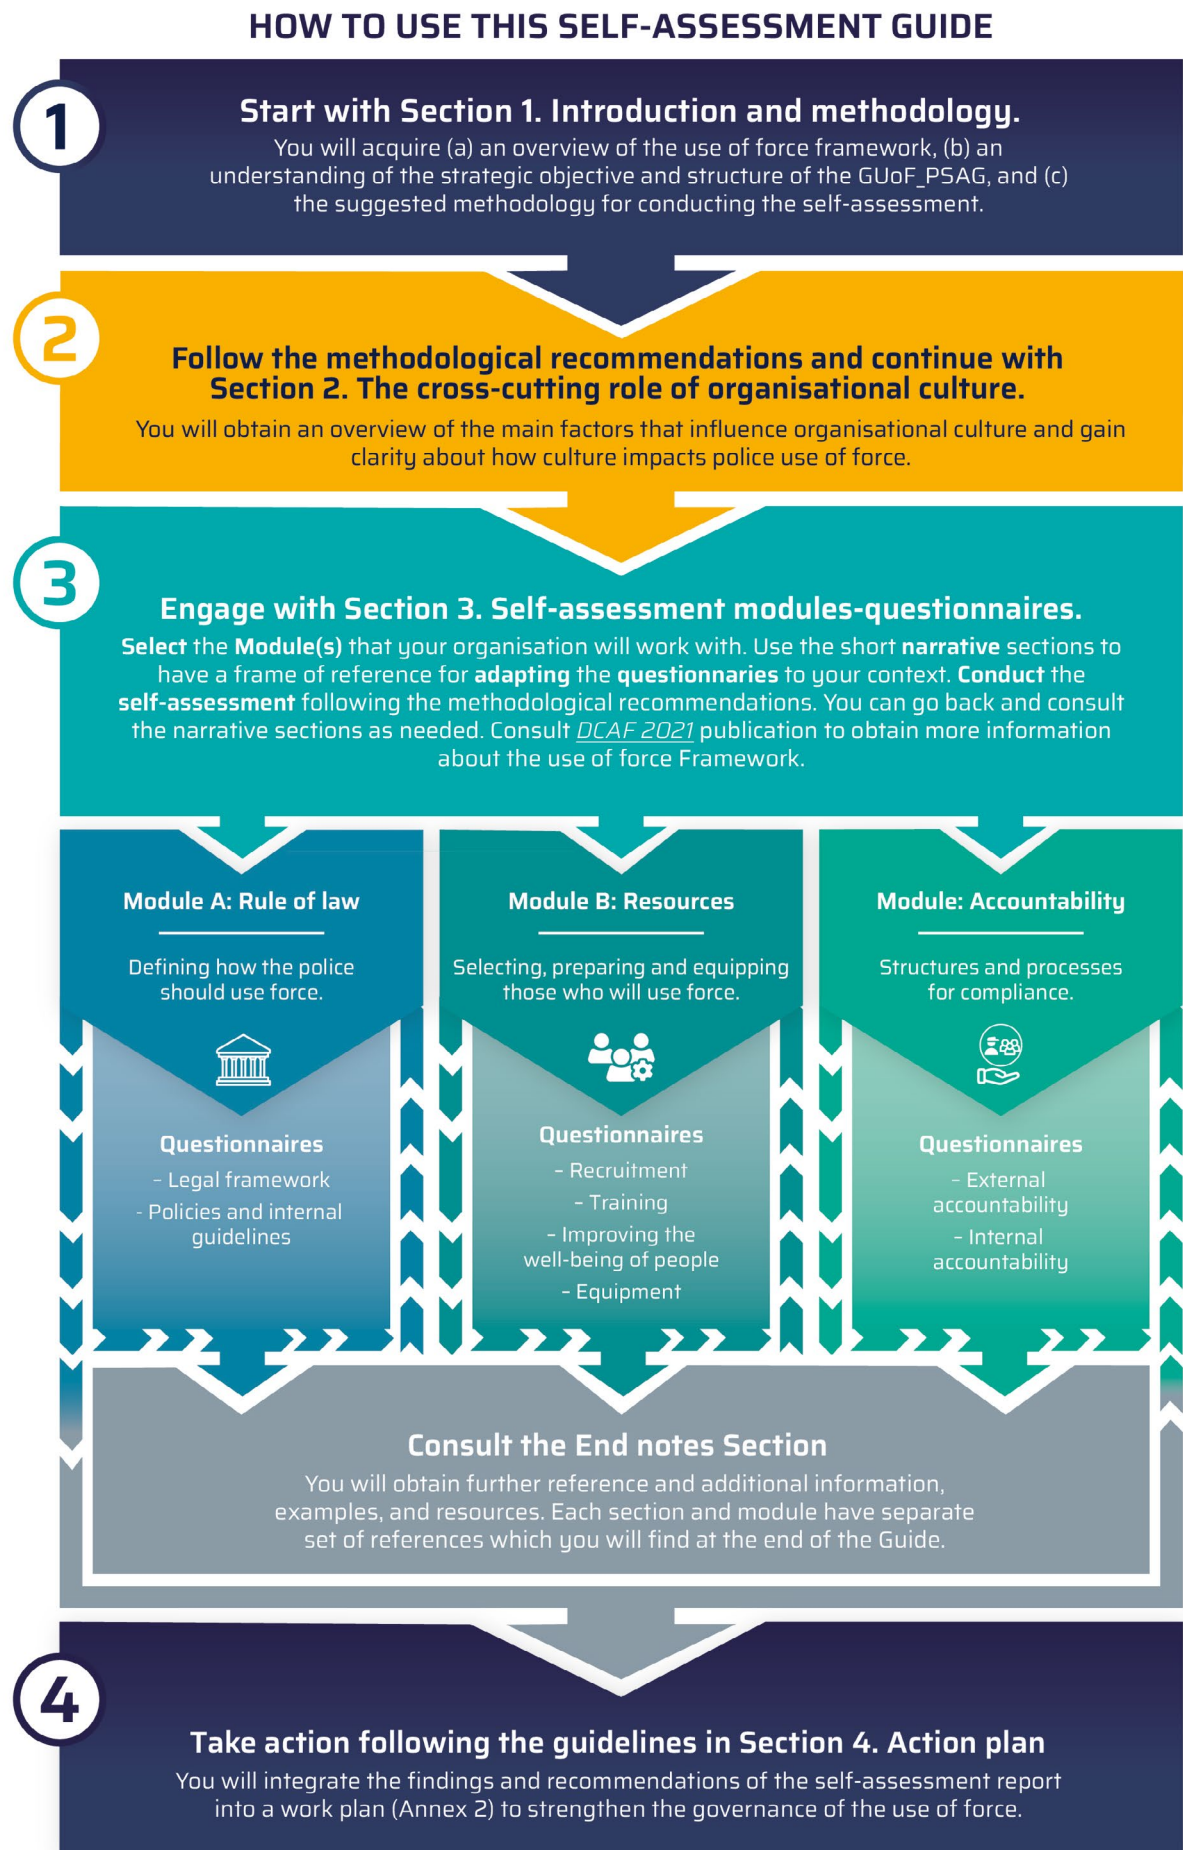 HOW TO USE THIS SELF-ASSESSMENT GUIDE
1
Start with Section 1. Introduction and methodology.
You will acquire (a) an overview of the use of force framework, (b) an
understanding of the strategic objective and structure of the GUoF_PSAG, and (c)
the suggested methodology for conducting the self-assessment.
2
Follow the methodological recommendations and continue with
Section 2. The cross-cutting role of organisational culture.
You will obtain an overview of the main factors that influence organisational culture and gain
clarity about how culture impacts police use of force.
3
Engage with Section 3. Self-assessment modules-questionnaires.
Select the Module(s) that your organisation will work with. Use the short narrative sections to
have a frame of reference for adapting the questionnaries to your context. Conduct the
self-assessment following the methodological recommendations. You can go back and consult
the narrative sections as needed. Consult DCAF 2021 publication to obtain more information
about the use of force Framework.
Module A: Rule of law
Defining how the police
should use force.
Questionnaires
– Legal framework
- Policies and internal
guidelines
Module B: Resources
Selecting, preparing and equipping
those who will use force.
Questionnaires
– Recruitment
– Training
– Improving the
well-being of people
– Equipment
Module: Accountability
Structures and processes
for compliance.
Questionnaires
– External
accountability
– Internal
accountability
Consult the End notes Section
You will obtain further reference and additional information,
examples, and resources. Each section and module have separate
set of references which you will find at the end of the Guide.
4
Take action following the guidelines in Section 4. Action plan
You will integrate the findings and recommendations of the self-assessment report
into a work plan (Annex 2) to strengthen the governance of the use of force.